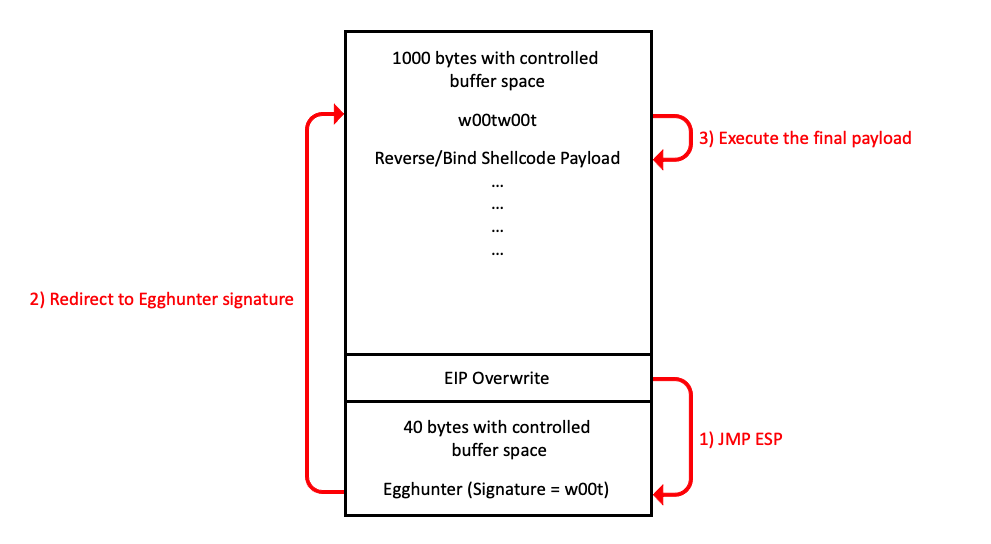 1000 bytes with controlled
buffer space
w00tw00t
3) Execute the final payload
Reverse/Bind Shellcode Payload
...
...
...
...
2) Redirect to Egghunter signature
EIP Overwrite
40 bytes with controlled
buffer space
1) JMP ESP
Egghunter (Signature = w00t)